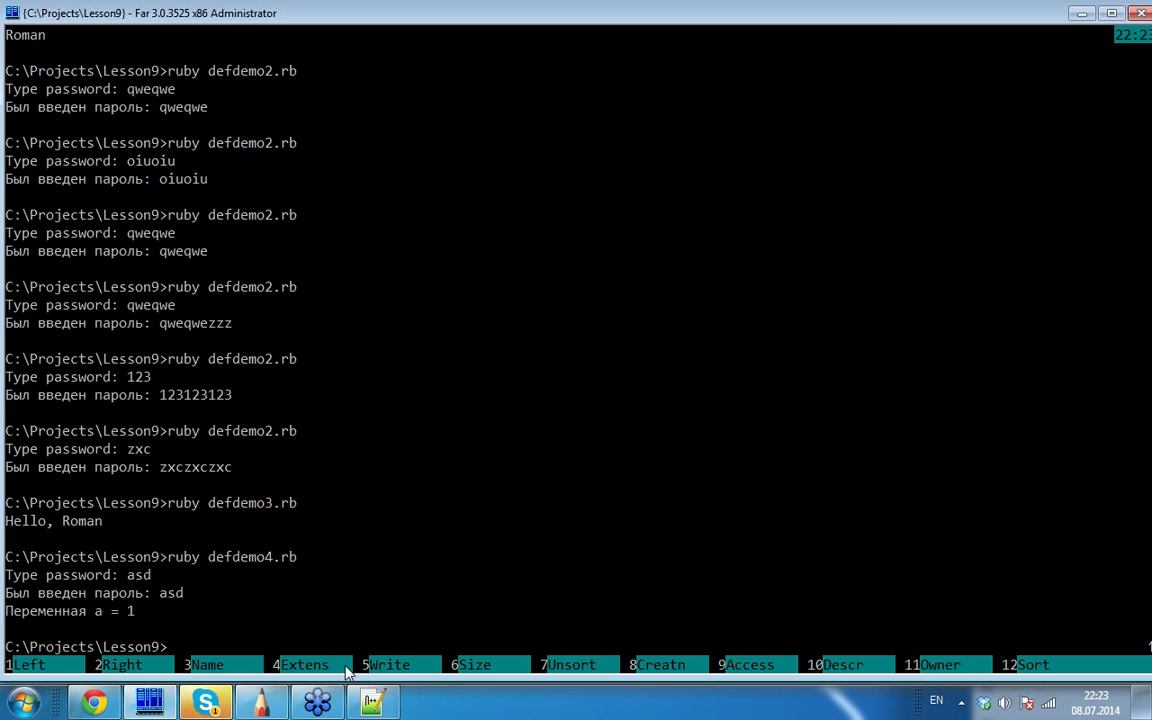 {C:\Projects\Lesson9} - Far 3.0.3525 x86 Administrator
Roman
22:23
C:\Projects\Lesson9>ruby defdemo2.rb
Type password: qweqwe
Был введен пароль: qweqwe
C:\Projects\Lesson9>ruby defdemo2.rb
Type password: oiuoiu
Был введен пароль: oiuoiu
C:\Projects\Lesson9>ruby defdemo2.rb
Type password: qweqwe
Был введен пароль: qweqwe
C:\Projects\Lesson9>ruby defdemo2.rb
Type password: qweqwe
Был введен пароль: qweqwezzz
C:\Projects\Lesson9>ruby defdemo2.rb
Type password: 123
Был введен пароль: 123123123
C:\Projects\Lesson9>ruby defdemo2.rb
Type password: zxc
Был введен пароль: zxczxczxc
C:\Projects\Lesson9>ruby defdemo3.rb
Hello, Roman
C:\Projects\Lesson9>ruby defdemo4.rb
Type password: asd
Был введен пароль: asd
Переменная a = 1
C:\Projects\Lesson9>
1Left 2Right 3Name 4Extens 5Write 6Size 7Unsort 8Creatn 9Access 10Descr 11Owner 12Sort
EN
22:23
08.07.2014